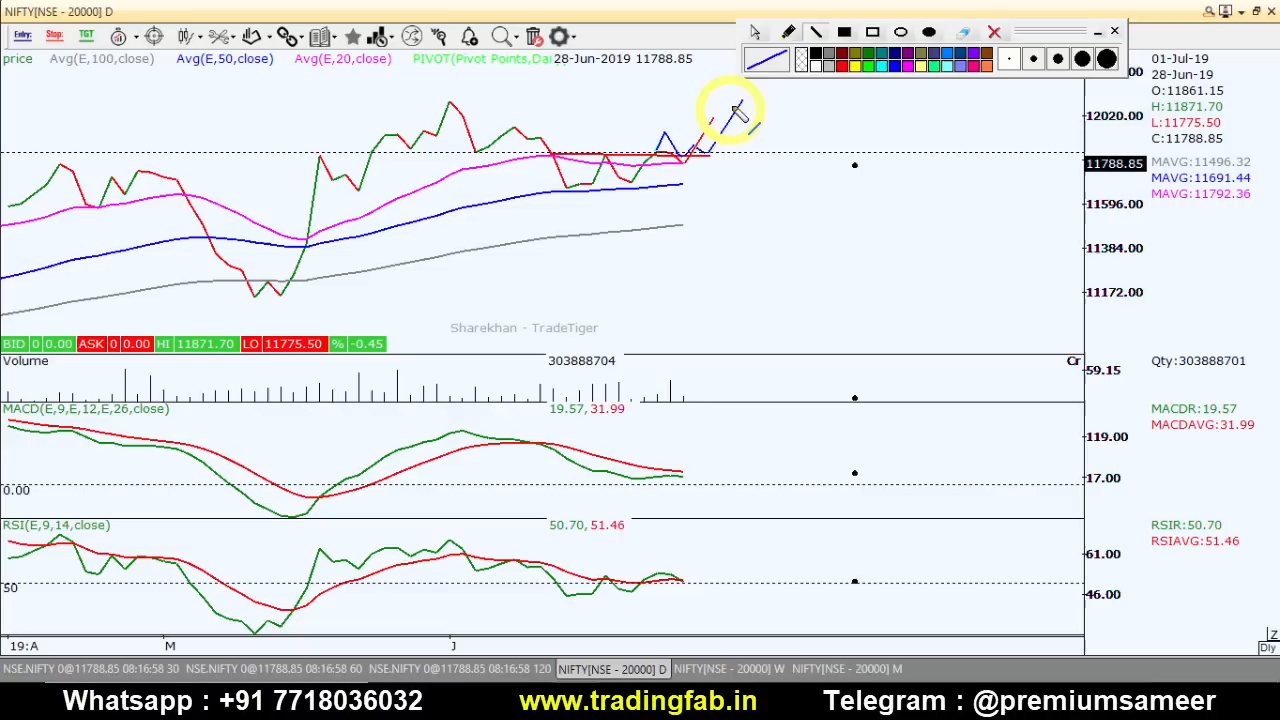 NIFTY[NSE - 20000] D
Entry: Stop: TGT
price Avg(E,100,close) Avg(E,50,close) Avg(E,20,close) PIVOT(Pivot Points,Dai 28-Jun-2019 11788.85
01-Jul-19
28-Jun-19
O:11861.15
H:11871.70
L:11775.50
C:11788.85
MAVG:11496.32
MAVG:11691.44
MAVG:11792.36
12020.00
11788.85
11596.00
11384.00
11172.00
Sharekhan - TradeTiger
BID 0 0.00 ASK 0 0.00 HI 11871.70 LO 11775.50 % -0.45
Volume 303888704 Cr 59.15 Qty:303888701
MACD(E,9,E,12,E,26,close) 19.57, 31.99 MACDR:19.57
MACDAVG:31.99
119.00
17.00
0.00
RSI(E,9,14,close) 50.70, 51.46 RSIR:50.70
RSIAVG:51.46
61.00
50
46.00
19:A M J Z
Dly
NSE.NIFTY 0@11788.85 08:16:58 30 NSE.NIFTY 0@11788.85 08:16:58 60 NSE.NIFTY 0@11788.85 08:16:58 120 NIFTY[NSE - 20000] D NIFTY[NSE - 20000] W NIFTY[NSE - 20000] M
Whatsapp : +91 7718036032 www.tradingfab.in Telegram : @premiumsameer